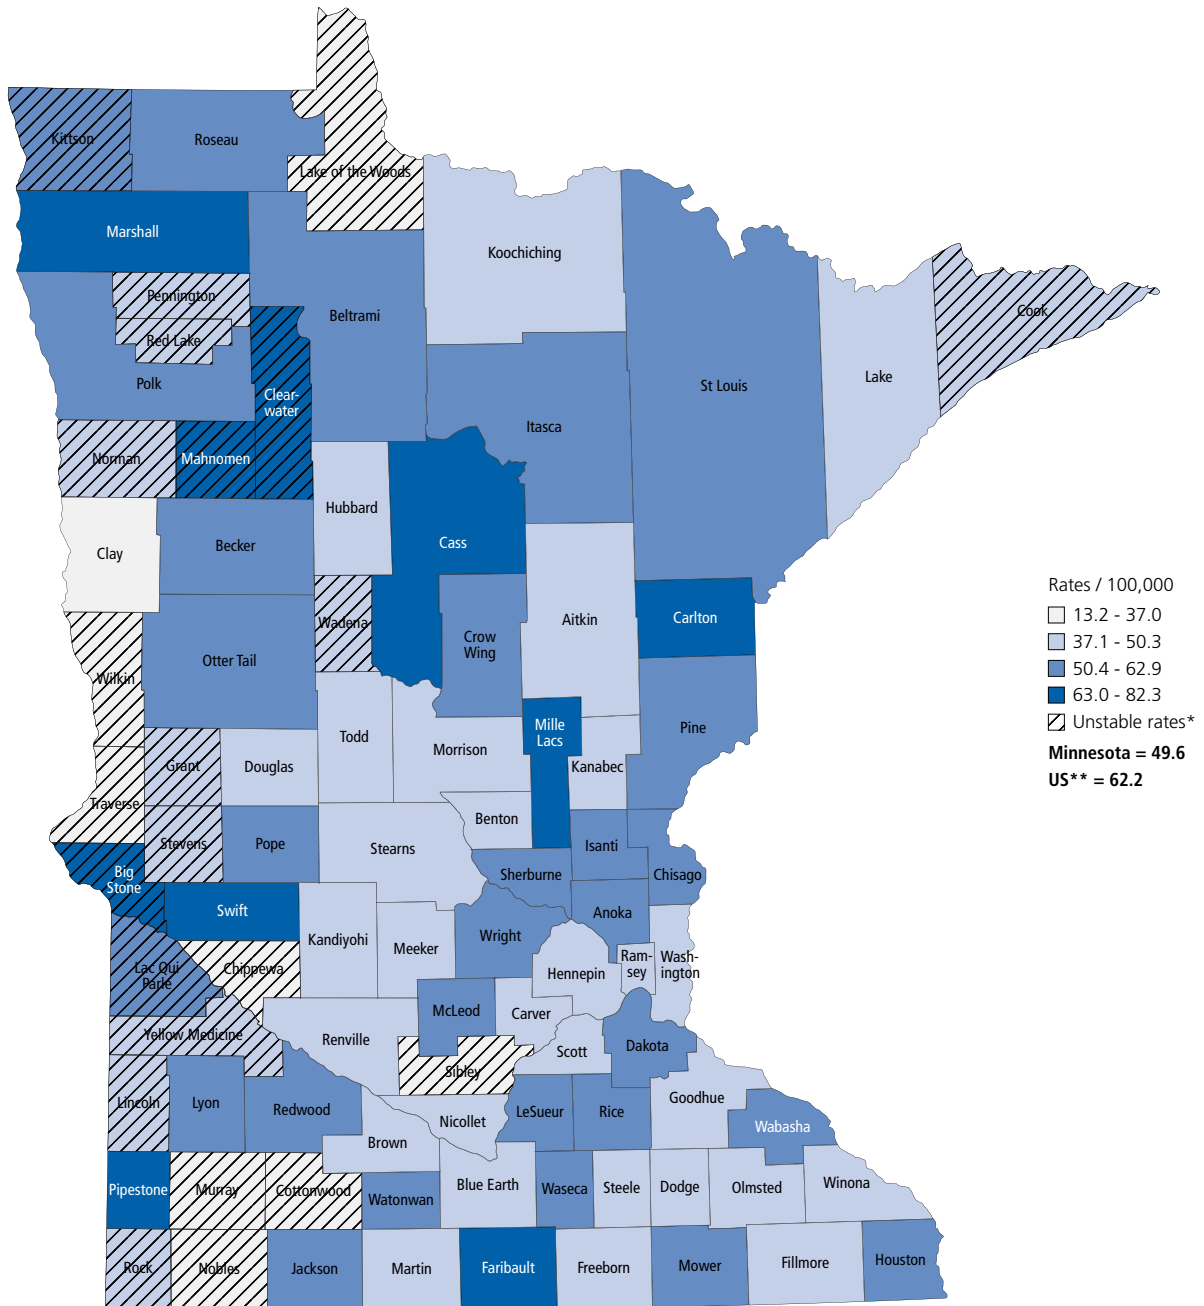 Kittson
Roseau
Lake of the Woods
Marshall
Koochiching
Pennington
Cook
Beltrami
Red Lake
Lake
Polk
St Louis
Clear-
water
Itasca
Norman
Mahnomen
Hubbard
Cass
Becker
Clay
Rates / 100,000
13.2 - 37.0
37.1 - 50.3
50.4 - 62.9
63.0 - 82.3
Unstable rates*
Minnesota = 49.6
US** = 62.2
Aitkin
Carlton
Wadena
Crow
Wing
Otter Tail
Wilkin
Mille
Lacs
Pine
Todd
Morrison
Grant
Douglas
Kanabec
Traverse
Benton
Stevens
Pope
Stearns
Isanti
Big
Stone
Sherburne
Chisago
Swift
Anoka
Kandiyohi
Meeker
Wright
Lac Qui
Parle
Chippewa
Hennepin
Ram-
sey
Wash-
ington
McLeod
Carver
Yellow Medicine
Renville
Scott
Dakota
Sibley
Lincoln
Lyon
Redwood
Goodhue
LeSueur
Rice
Nicollet
Wabasha
Brown
Pipestone
Murray
Cottonwood
Watonwan
Blue Earth
Waseca
Steele
Dodge
Olmsted
Winona
Rock
Nobles
Jackson
Martin
Faribault
Freeborn
Mower
Fillmore
Houston